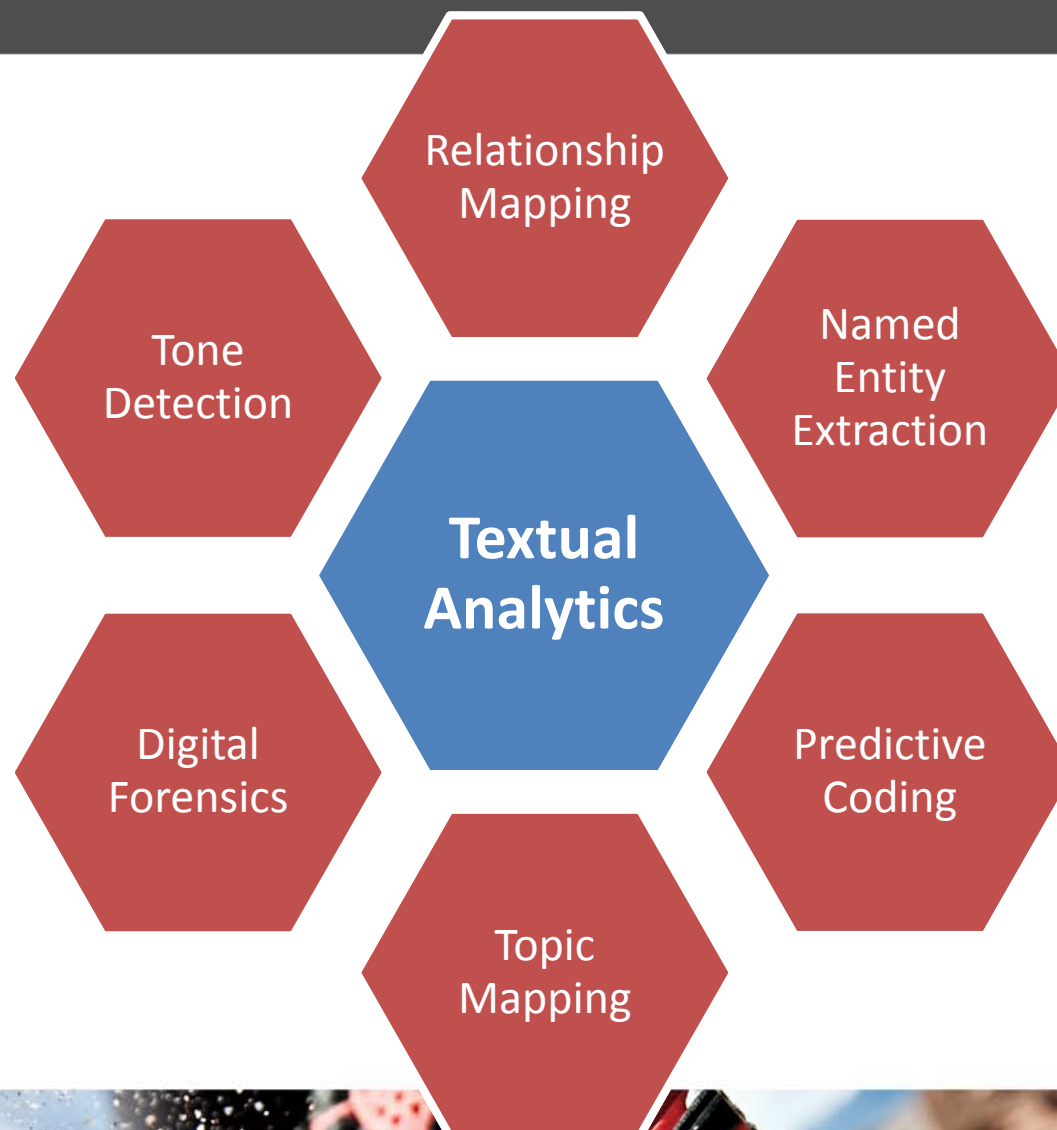 Relationship
Mapping
Tone
Detection
Named
Entity
Extraction
Textual
Analytics
Digital
Forensics
Predictive
Coding
Topic
Mapping